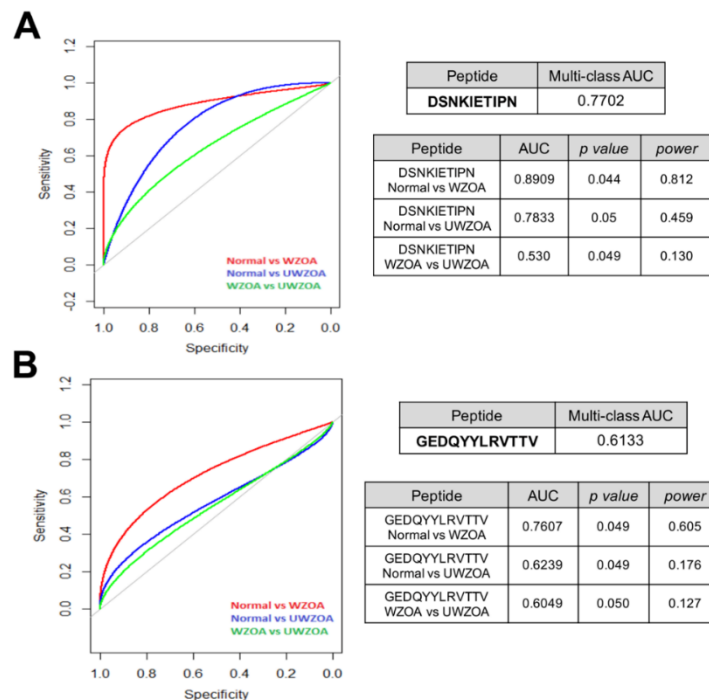 A
1.2
1.0
0.8
0.6
0.4
0.2
0.0
-0.2
Sensitivity
Normal vs WZOA
Normal vs UWZOA
WZOA vs UWZOA
1.0 0.8 0.6 0.4 0.2 0.0
Specificity
Peptide Multi-class AUC
DSNKIETIPN 0.7702
Peptide AUC p value power
DSNKIETIPN
Normal vs WZOA 0.8909 0.044 0.812
DSNKIETIPN
Normal vs UWZOA 0.7833 0.05 0.459
DSNKIETIPN
WZOA vs UWZOA 0.530 0.049 0.130
B
1.2
1.0
0.8
0.6
0.4
0.2
0.0
Sensitivity
Normal vs WZOA
Normal vs UWZOA
WZOA vs UWZOA
1.0 0.8 0.6 0.4 0.2 0.0
Specificity
Peptide Multi-class AUC
GEDQYYLRVTTV 0.6133
Peptide AUC p value power
GEDQYYLRVTTV
Normal vs WZOA 0.7607 0.049 0.605
GEDQYYLRVTTV
Normal vs UWZOA 0.6239 0.049 0.176
GEDQYYLRVTTV
WZOA vs UWZOA 0.6049 0.050 0.127